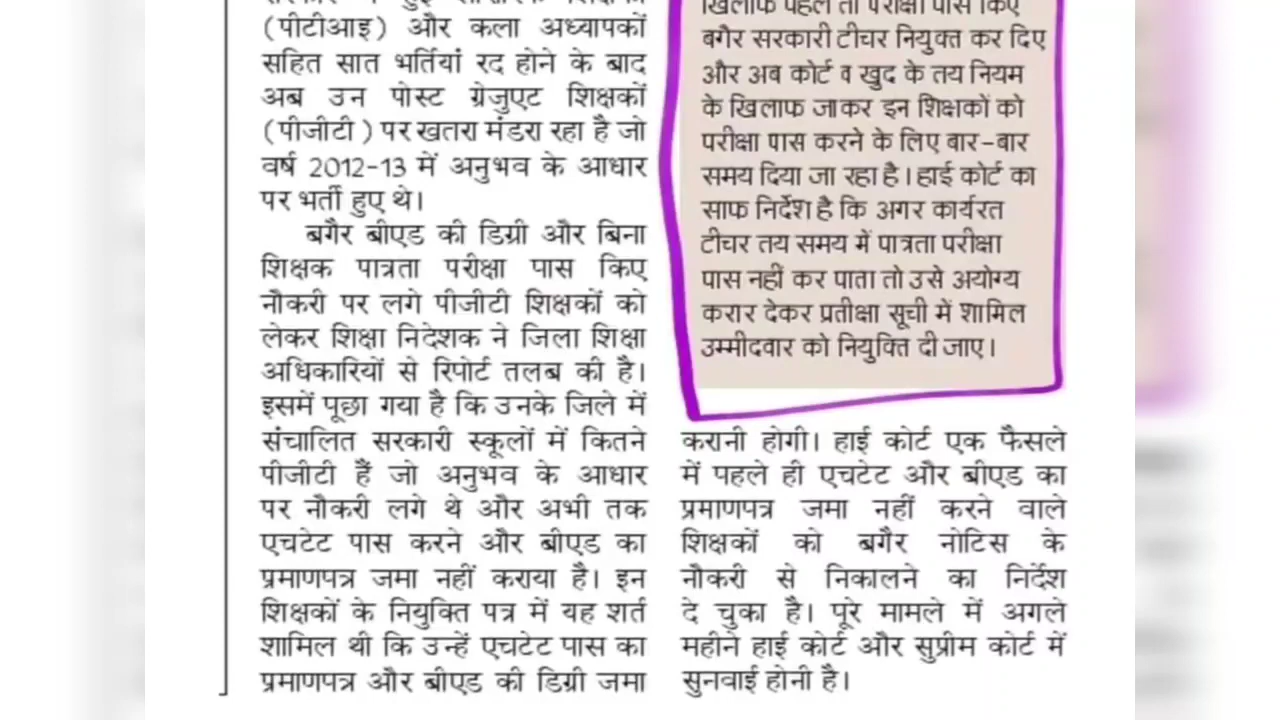 (पीटीआइ) और कला अध्यापकों
सहित सात भर्तियां रद होने के बाद
अब उन पोस्ट ग्रेजुएट शिक्षकों
(पीजीटी ) पर खतरा मंडरा रहा है जो
वर्ष 2012-13 में अनुभव के आधार
पर भर्ती हुए थे।
बगैर बीएड की डिग्री और बिना
शिक्षक पात्रता परीक्षा पास किए
नौकरी पर लगे पीजीटी शिक्षकों को
लेकर शिक्षा निदेशक ने जिला शिक्षा
अधिकारियों से रिपोर्ट तलब की है।
इसमें पूछा गया है कि उनके जिले में
संचालित सरकारी स्कूलों में कितने
पीजीटी हैं जो अनुभव के आधार
पर नौकरी लगे थे और अभी तक
एचटेट पास करने और बीएड का
प्रमाणपत्र जमा नहीं कराया है। इन
शिक्षकों के नियुक्ति पत्र में यह शर्त
शामिल थी कि उन्हें एचटेट पास का
प्रमाणपत्र और बीएड की डिग्री जमा
खिलाफ पहले तो परीक्षा पास किए
बगैर सरकारी टीचर नियुक्त कर दिए
और अब कोर्ट व खुद के तय नियम
के खिलाफ जाकर इन शिक्षकों को
परीक्षा पास करने के लिए बार-बार
समय दिया जा रहा है। हाई कोर्ट का
साफ निर्देश है कि अगर कार्यरत
टीचर तय समय में पात्रता परीक्षा
पास नहीं कर पाता तो उसे अयोग्य
करार देकर प्रतीक्षा सूची में शामिल
उम्मीदवार को नियुक्ति दी जाए।
करानी होगी। हाई कोर्ट एक फैसले
में पहले ही एचटेट और बीएड का
प्रमाणपत्र जमा नहीं करने वाले
शिक्षकों को बगैर नोटिस के
नौकरी से निकालने का निर्देश
दे चुका है। पूरे मामले में अगले
महीने हाई कोर्ट और सुप्रीम कोर्ट में
सुनवाई होनी है।